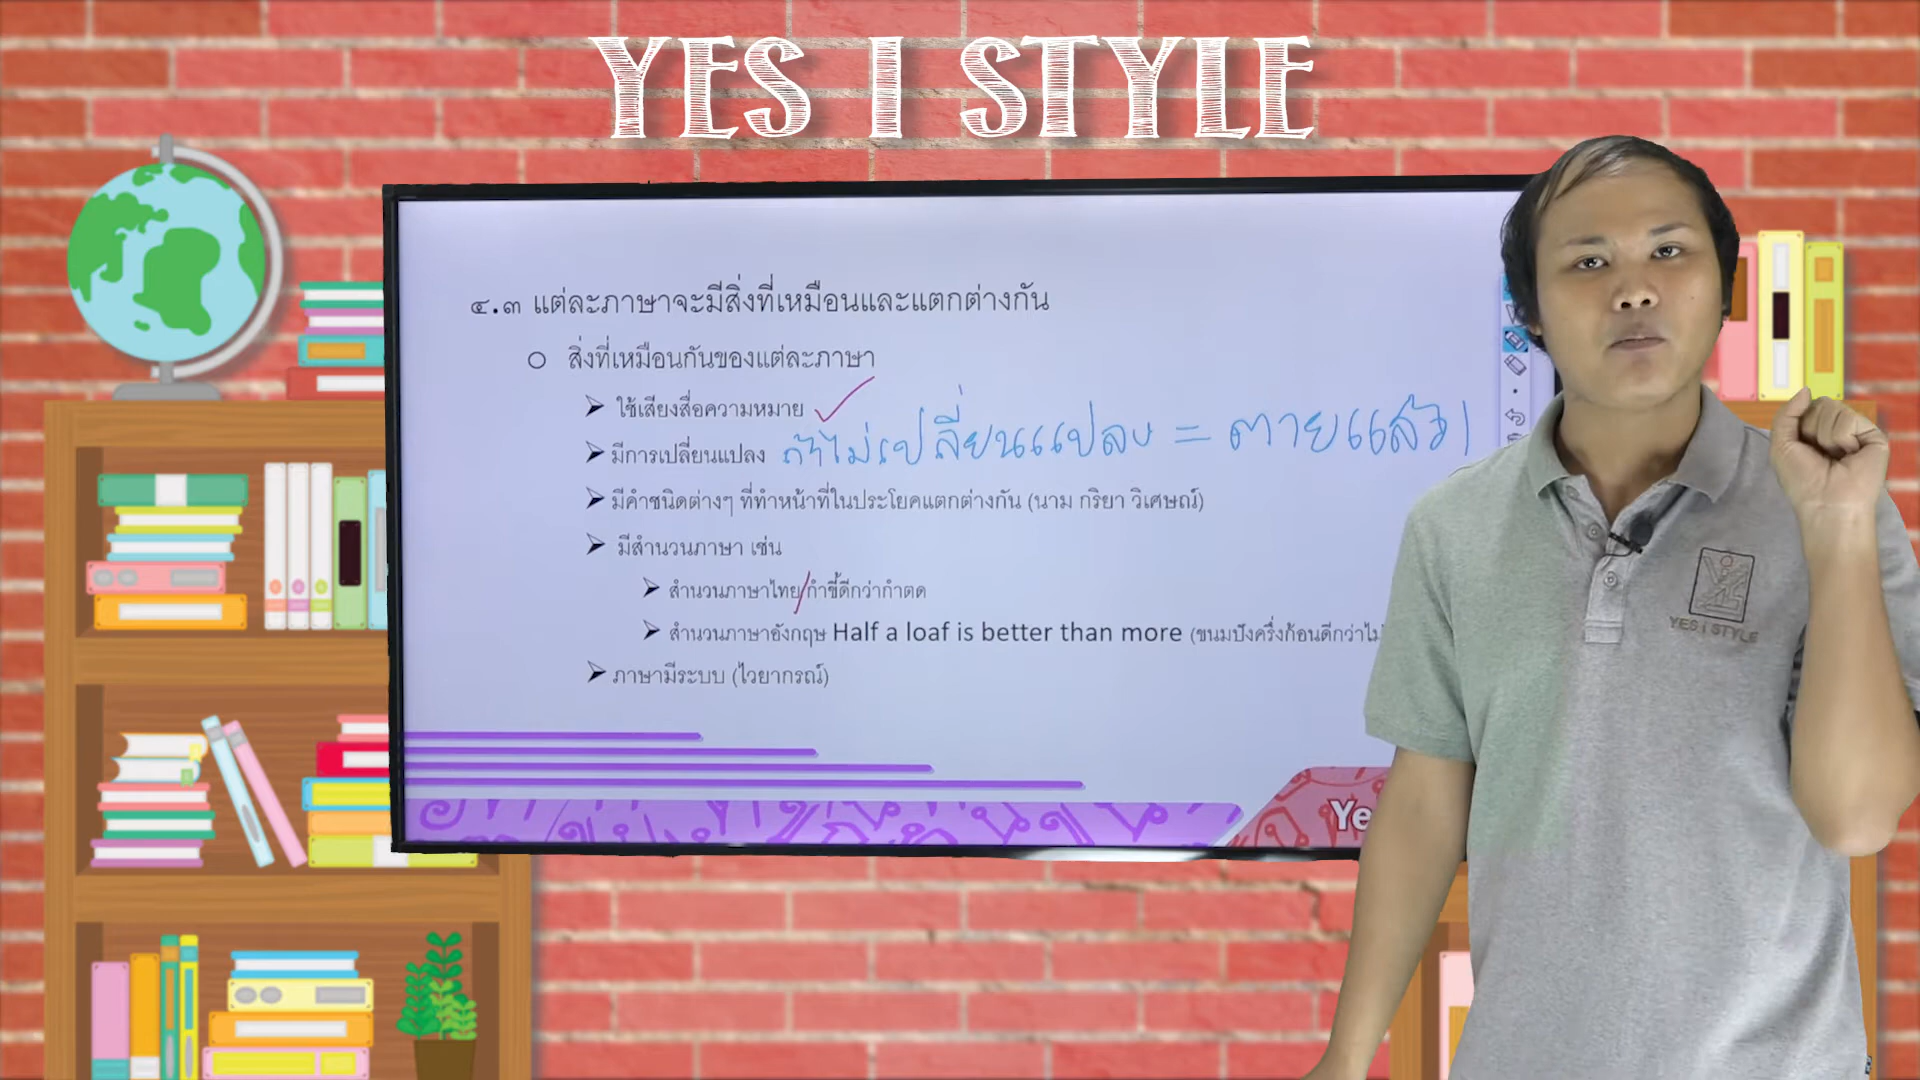 YES I STYLE
๔.๓ แต่ละภาษาจะมีสิ่งที่เหมือนและแตกต่างกัน
สิ่งที่เหมือนกันของแต่ละภาษา
ใช้เสียงสื่อความหมาย
มีการเปลี่ยนแปลง ถ้าไม่เปลี่ยนแปลง = ตายแล้ว
มีคำชนิดต่างๆ ที่ทำหน้าที่ในประโยคแตกต่างกัน (นาม กริยา วิเศษณ์)
มีสำนวนภาษา เช่น
สำนวนภาษาไทย กำขี้ดีกว่ากำตด
สำนวนภาษาอังกฤษ Half a loaf is better than more (ขนมปังครึ่งก้อนดีกว่าไม่
ภาษามีระบบ (ไวยากรณ์)
Ye
YES i STYLE